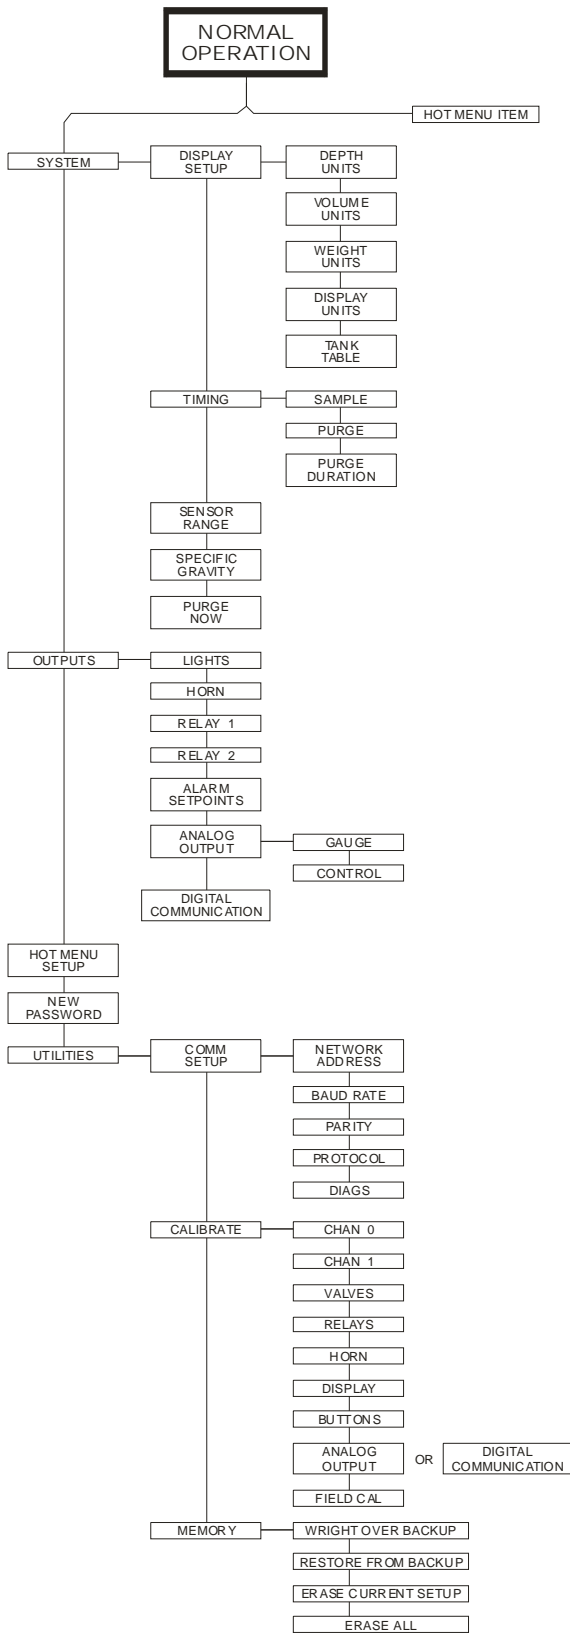 NORMAL
OPERATION
HOT MENU ITEM
SYSTEM
DISPLAY
SETUP
DEPTH
UNITS
VOLUME
UNITS
WEIGHT
UNITS
DISPLAY
UNITS
TANK
TABLE
TIMING
SAMPLE
PURGE
PURGE
DURATION
SENSOR
RANGE
SPECIFIC
GRAVITY
PURGE
NOW
OUTPUTS
LIGHTS
HORN
RELAY 1
RELAY 2
ALARM
SETPOINTS
ANALOG
OUTPUT
GAUGE
CONTROL
DIGITAL
COMMUNICATION
HOT MENU
SETUP
NEW
PASSWORD
UTILITIES
COMM
SETUP
NETWORK
ADDRESS
BAUD RATE
PARITY
PROTOCOL
DIAGS
CALIBRATE
CHAN 0
CHAN 1
VALVES
RELAYS
HORN
DISPLAY
BUTTONS
ANALOG
OUTPUT
OR
DIGITAL
COMMUNICATION
FIELD CAL
MEMORY
WRIGHT OVER BACKUP
RESTORE FROM BACKUP
ERASE CURRENT SETUP
ERASE ALL